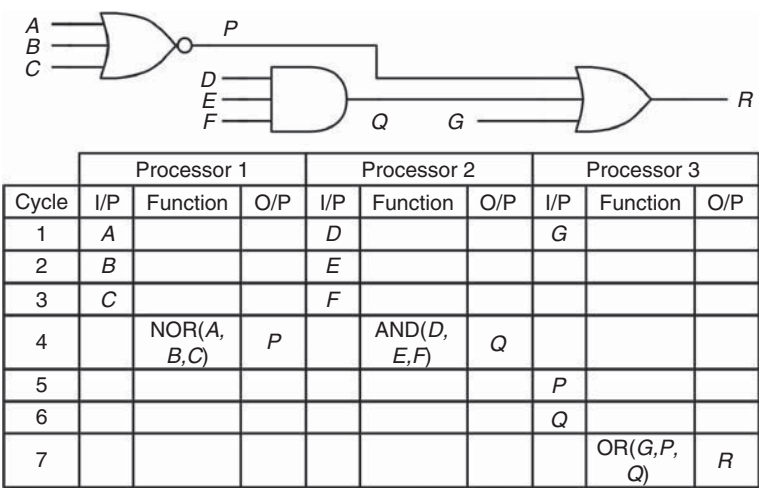 A
B
C
P
D
E
F
Q
G
R
Processor 1 Processor 2 Processor 3
Cycle I/P Function O/P I/P Function O/P I/P Function O/P
1 A D G
2 B E
3 C F
4 NOR(A, B,C) P AND(D, E,F) Q
5 P
6 Q
7 OR(G,P, Q) R